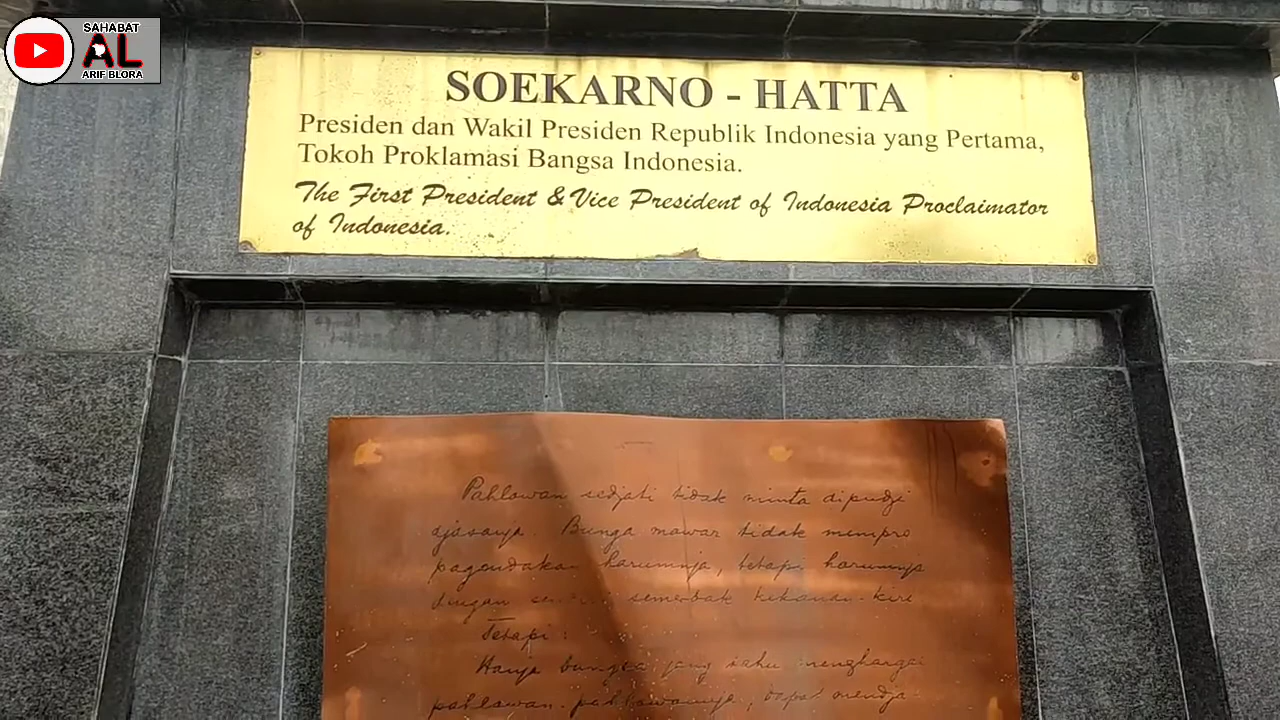 SAHABAT
AL
ARIF BLORA
SOEKARNO - HATTA
Presiden dan Wakil Presiden Republik Indonesia yang Pertama,
Tokoh Proklamasi Bangsa Indonesia.
The First President & Vice President of Indonesia Proclaimator
of Indonesia.
Pahlawan sedjati tidak minta dipudji
djasanja. Bunga mawar tidak mempro
pagandakan harumnja, tetapi harumnja
dengan semerbak kekanan-kiri
Tetapi :
Hanja bangsa jang tahu menghargai
pahlawan-pahlawannja, dapat mendja-